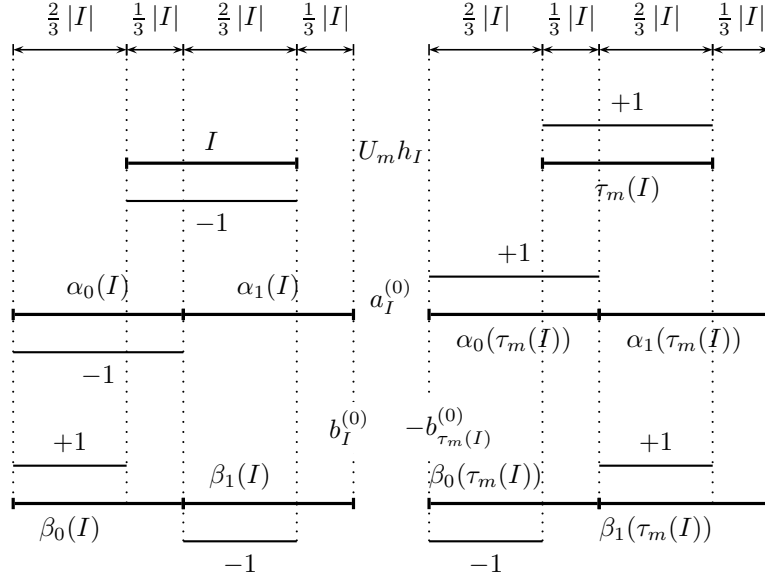 2/3 |I| 1/3 |I| 2/3 |I| 1/3 |I| 2/3 |I| 1/3 |I| 2/3 |I| 1/3 |I|
+1
I U_m h_I
τ_m(I)
−1
+1
α_0(I) α_1(I) a_I^{(0)}
α_0(τ_m(I)) α_1(τ_m(I))
−1
b_I^{(0)} −b_{τ_m(I)}^{(0)}
+1 +1
β_1(I) β_0(τ_m(I))
β_0(I) β_1(τ_m(I))
−1 −1